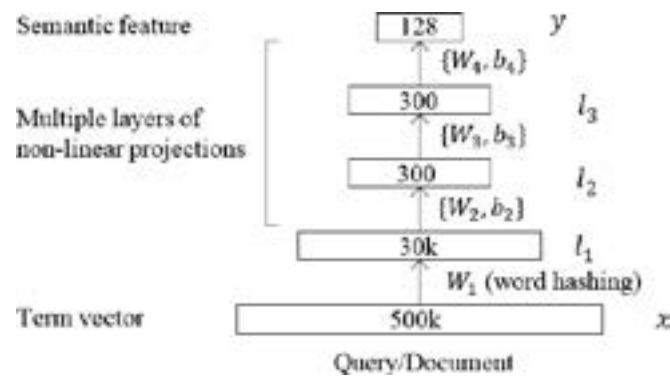 Semantic feature 128 y
{W₄, b₄}
300 l₃
Multiple layers of
non-linear projections
{W₃, b₃}
300 l₂
{W₂, b₂}
30k l₁
W₁ (word hashing)
Term vector 500k x
Query/Document